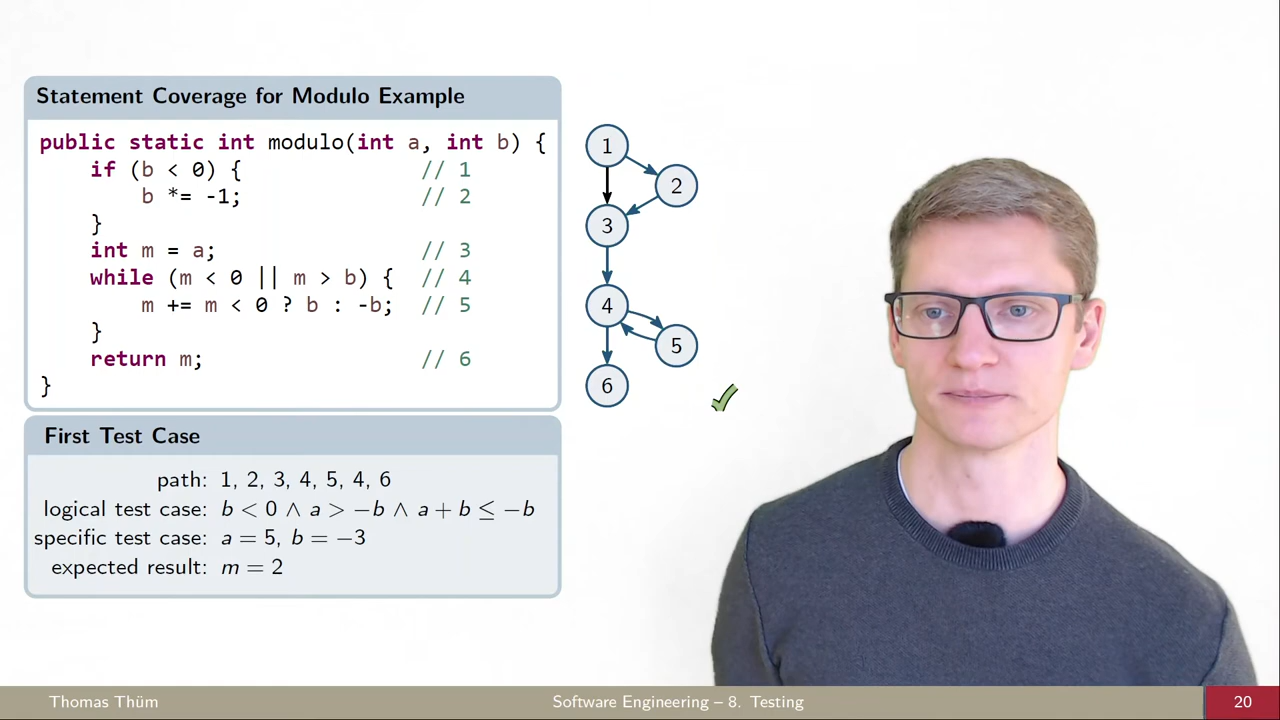 Statement Coverage for Modulo Example
public static int modulo(int a, int b) {
if (b < 0) { // 1
b *= -1; // 2
}
int m = a; // 3
while (m < 0 || m > b) { // 4
m += m < 0 ? b : -b; // 5
}
return m; // 6
}
1
2
3
4
5
6
First Test Case
path: 1, 2, 3, 4, 5, 4, 6
logical test case: b < 0 ∧ a > −b ∧ a + b ≤ −b
specific test case: a = 5, b = −3
expected result: m = 2
Thomas Thüm Software Engineering – 8. Testing 20